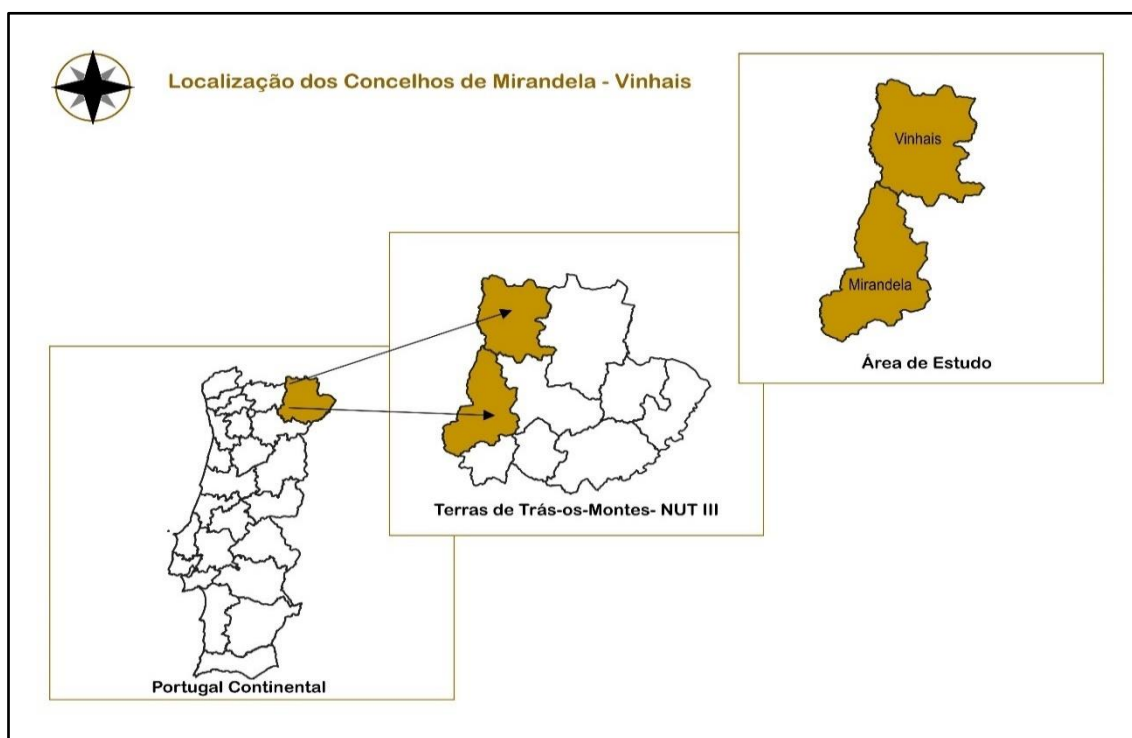 Localização dos Concelhos de Mirandela - Vinhais
Vinhais
Mirandela
Área de Estudo
Terras de Trás-os-Montes- NUT III
Portugal Continental